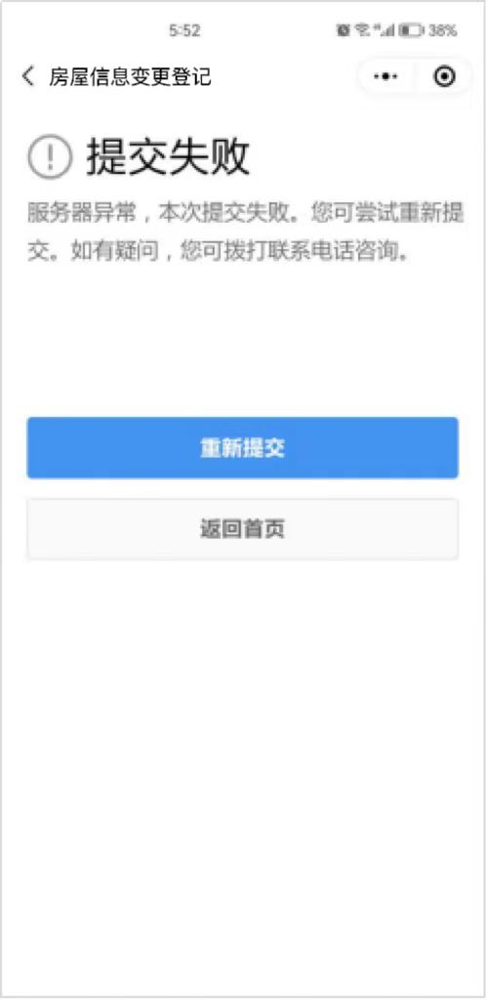 5:52
38%
房屋信息变更登记
提交失败
服务器异常，本次提交失败。您可尝试重新提
交。如有疑问，您可拨打联系电话咨询。
重新提交
返回首页